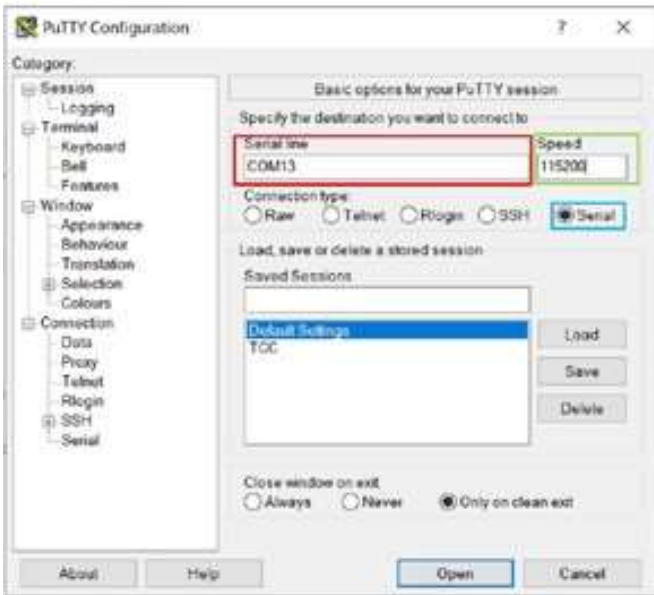 PuTTY Configuration
? ×
Category:
Session
Logging
Terminal
Keyboard
Bell
Features
Window
Appearance
Behaviour
Translation
Selection
Colours
Connection
Data
Proxy
Telnet
Rlogin
SSH
Serial
Basic options for your PuTTY session
Specify the destination you want to connect to
Serial line
Speed
COM13
115200
Connection type:
Raw Telnet Rlogin SSH Serial
Load, save or delete a stored session
Saved Sessions
Default Settings
TCC
Load
Save
Delete
Close window on exit
Always Never Only on clean exit
About Help Open Cancel